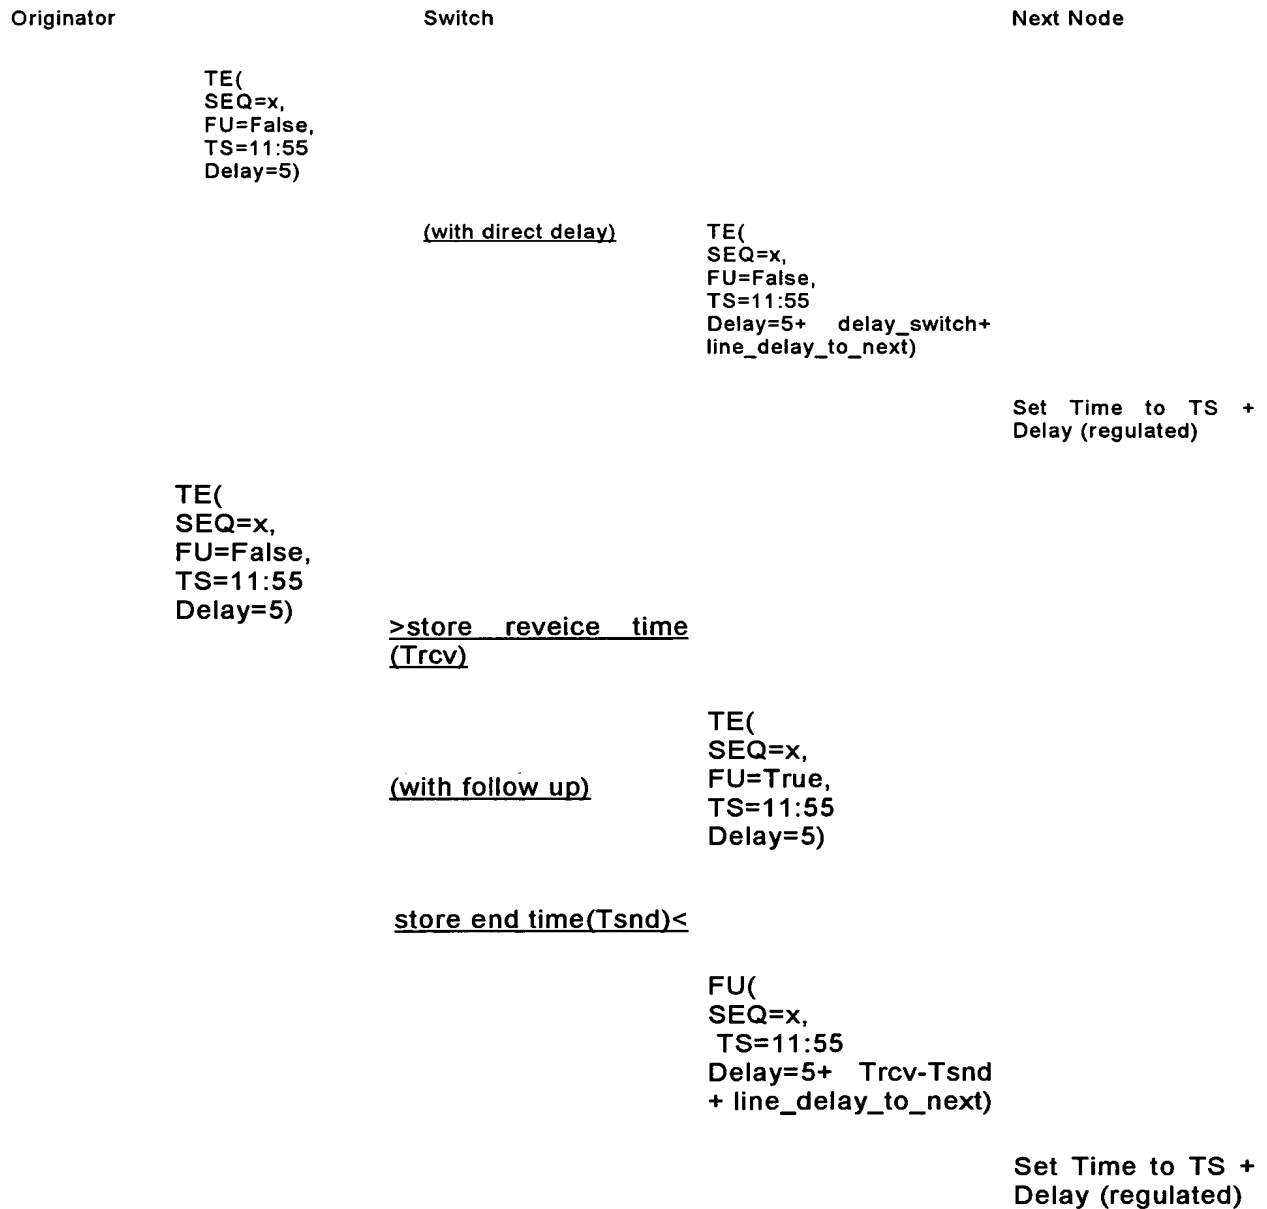 Originator
Switch
Next Node
TE(
SEQ=x,
FU=False,
TS=11:55
Delay=5)
(with direct delay)
TE(
SEQ=x,
FU=False,
TS=11:55
Delay=5+ delay_switch+
line_delay_to_next)
Set Time to TS +
Delay (regulated)
TE(
SEQ=x,
FU=False,
TS=11:55
Delay=5)
>store reveice time
(Trcv)
TE(
SEQ=x,
FU=True,
TS=11:55
Delay=5)
(with follow up)
store end time(Tsnd)<
FU(
SEQ=x,
TS=11:55
Delay=5+ Trcv-Tsnd
+ line_delay_to_next)
Set Time to TS +
Delay (regulated)